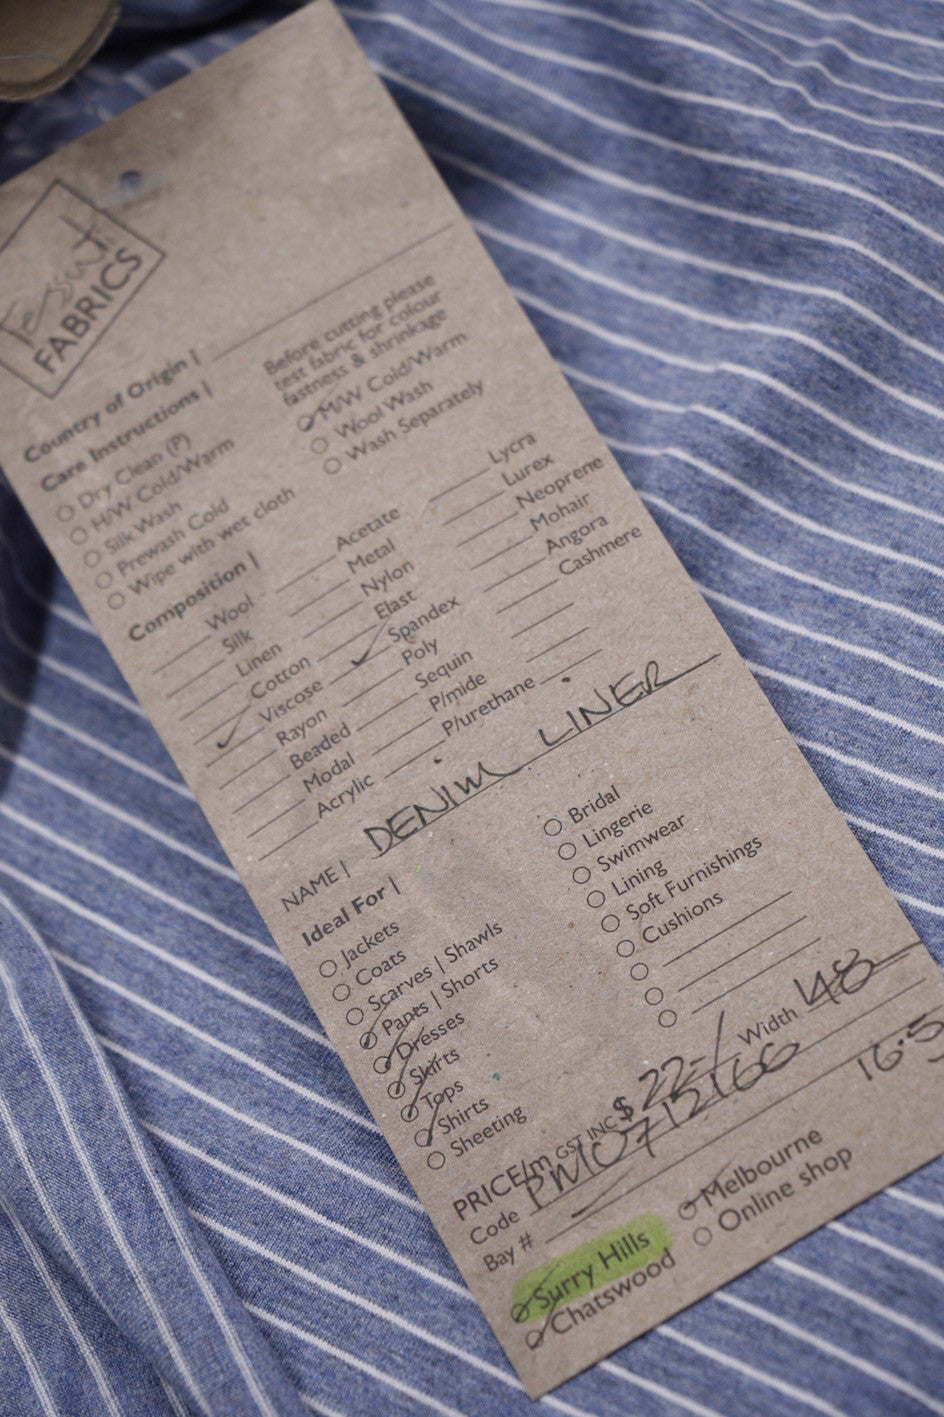 Tessuti
FABRICS
Country of Origin |
Care Instructions |
Before cutting please
test fabric for colour
fastness & shrinkage
Dry Clean (P)
H/W Cold/Warm
Silk Wash
Prewash Cold
Wipe with wet cloth
M/W Cold/Warm
Wool Wash
Wash Separately
Composition |
Wool
Silk
Linen
Cotton
Viscose
Rayon
Beaded
Modal
Acrylic
Acetate
Metal
Nylon
Elast
Spandex
Poly
Sequin
P/mide
P/urethane
Lycra
Lurex
Neoprene
Mohair
Angora
Cashmere
NAME | DENIM LINER
Ideal For |
Jackets
Coats
Scarves | Shawls
Pants | Shorts
Dresses
Skirts
Tops
Shirts
Sheeting
Bridal
Lingerie
Swimwear
Lining
Soft Furnishings
Cushions
PRICE/m GST INC $ 22-/ Width 148
Code PW10712166 16.5
Bay #
Surry Hills
Chatswood
Melbourne
Online shop